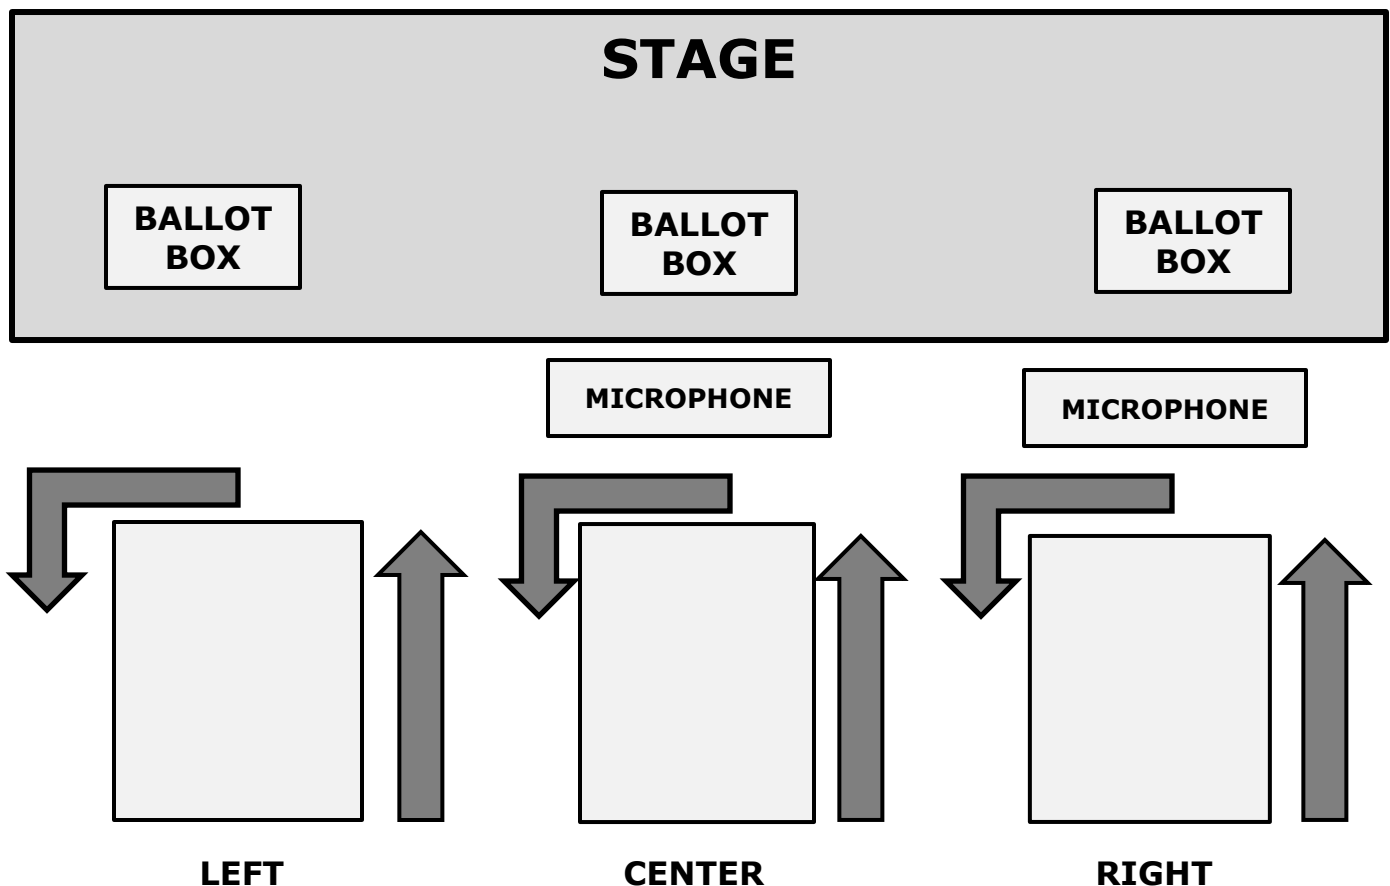 STAGE
BALLOT
BOX
BALLOT
BOX
BALLOT
BOX
MICROPHONE
MICROPHONE
LEFT
CENTER
RIGHT